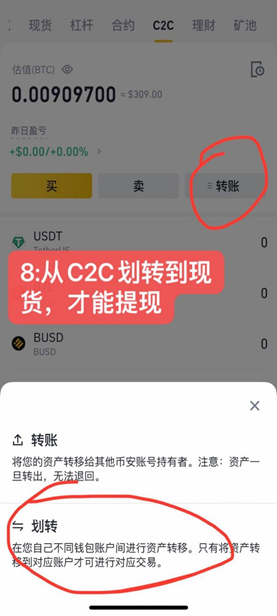 现货 杠杆 合约 C2C 理财 矿池
估值(BTC)
0.00909700 ≈ $309.00
昨日盈亏
+$0.00/+0.00% >
买 卖 转账
USDT 0
TetherUS
8:从C2C划转到现
货，才能提现
BUSD 0
BUSD
转账
将您的资产转移给其他币安账号持有者。注意：资产一
旦转出，无法退回。
划转
在您自己不同钱包账户间进行资产转移。只有将资产转
移到对应账户才可进行对应交易。